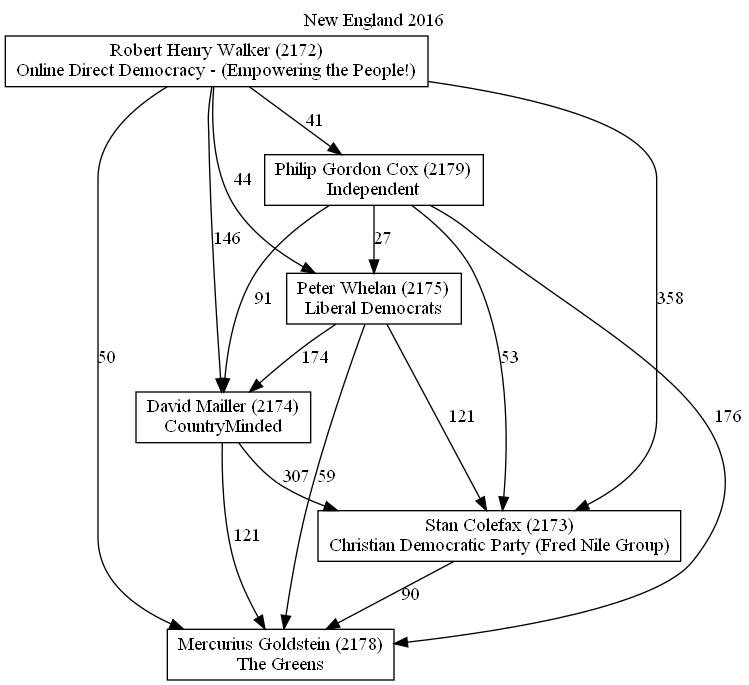 New England 2016
Robert Henry Walker (2172)
Online Direct Democracy - (Empowering the People!)
41
Philip Gordon Cox (2179)
Independent
44
146
27
91
Peter Whelan (2175)
Liberal Democrats
358
50
174
53
121
176
David Mailler (2174)
CountryMinded
307
59
Stan Colefax (2173)
Christian Democratic Party (Fred Nile Group)
121
90
Mercurius Goldstein (2178)
The Greens